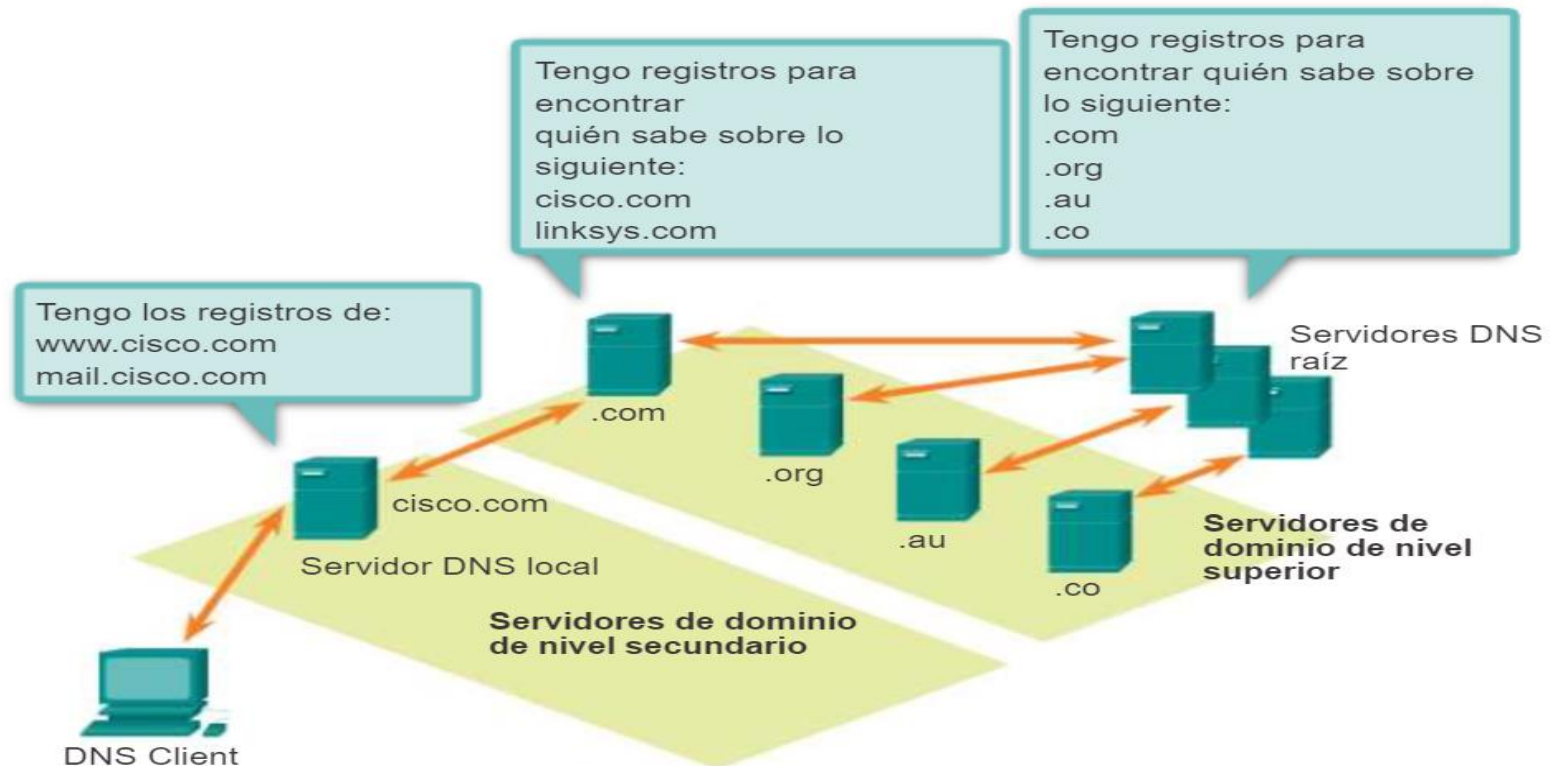 Tengo registros para
encontrar quién sabe sobre
lo siguiente:
.com
.org
.au
.co
Tengo registros para
encontrar
quién sabe sobre lo
siguiente:
cisco.com
linksys.com
Tengo los registros de:
www.cisco.com
mail.cisco.com
Servidores DNS
raíz
.com
.org
.au
.co
cisco.com
Servidor DNS local
Servidores de
dominio de nivel
superior
Servidores de dominio
de nivel secundario
DNS Client